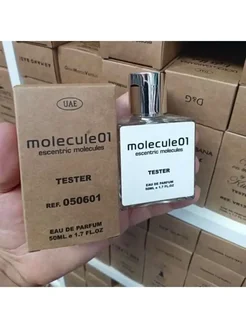 UAE
molecule01
escentric molecules
TESTER
REF. 050601
EAU DE PARFUM
50ML e 1.7 FL.OZ
molecule01
escentric molecules
TESTER
EAU DE PARFUM
50ML e 1.7 FL.OZ
D&G